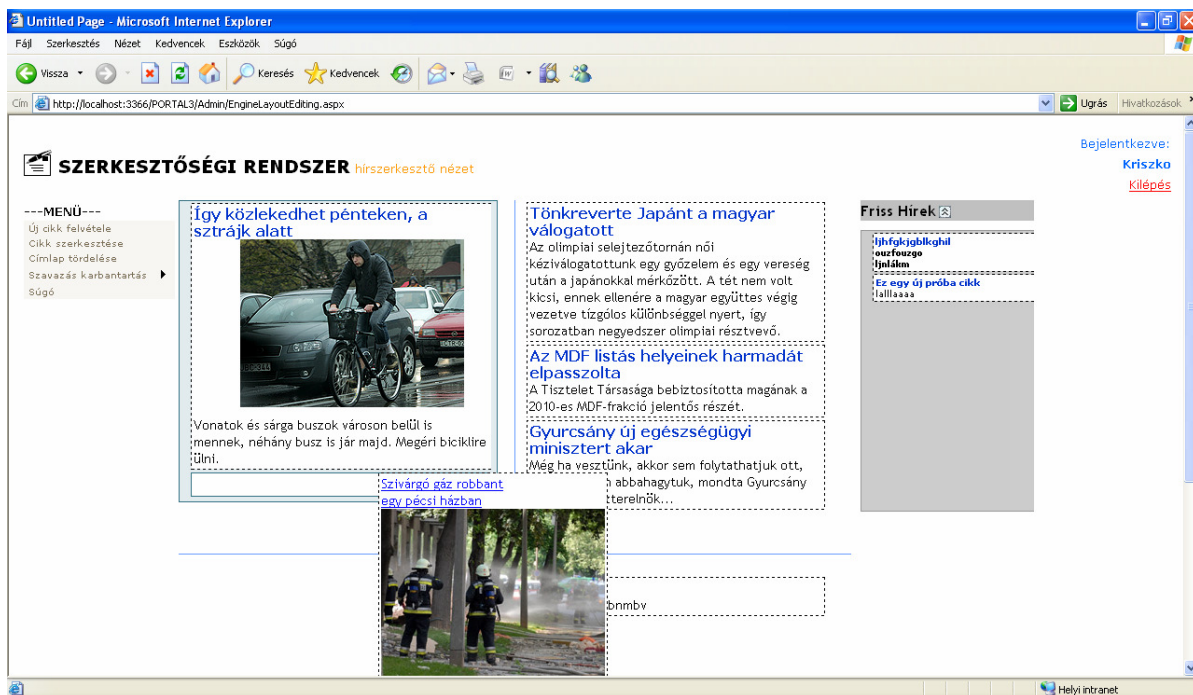 Untitled Page - Microsoft Internet Explorer
Fájl Szerkesztés Nézet Kedvencek Eszközök Súgó
Vissza Keresés Kedvencek
Cím http://localhost:3366/PORTAL3/Admin/EngineLayoutEditing.aspx Ugrás Hivatkozások
Bejelentkezve:
Kriszko
Kilépés
SZERKESZTŐSÉGI RENDSZER hírszerkesztő nézet
---MENÜ---
Új cikk felvétele
Cikk szerkesztése
Címlap tördelése
Szavazás karbantartás
Súgó
Így közlekedhet pénteken, a
sztrájk alatt
Vonatok és sárga buszok városon belül is
mennek, néhány busz is jár majd. Megéri biciklire
ülni.
Szivárgó gáz robbant
egy pécsi házban
Tönkreverte Japánt a magyar
válogatott
Az olimpiai selejtezőtornán női
kéziválogatottunk egy győzelem és egy vereség
után a japánokkal mérkőzött. A tét nem volt
kicsi, ennek ellenére a magyar együttes végig
vezetve tízgólos különbséggel nyert, így
sorozatban negyedszer olimpiai résztvevő.
Az MDF listás helyeinek harmadát
elpasszolta
A Tisztelet Társasága bebiztosította magának a
2010-es MDF-frakció jelentős részét.
Gyurcsány új egészségügyi
minisztert akar
Még ha vesztünk, akkor sem folytathatjuk ott,
abbahagytuk, mondta Gyurcsány
zterelnök...
bnmbv
Friss Hírek
ljhfgkjgblkghil
ouzfouzgo
ljnlákm
Ez egy új próba cikk
lalllaaaa
Helyi intranet